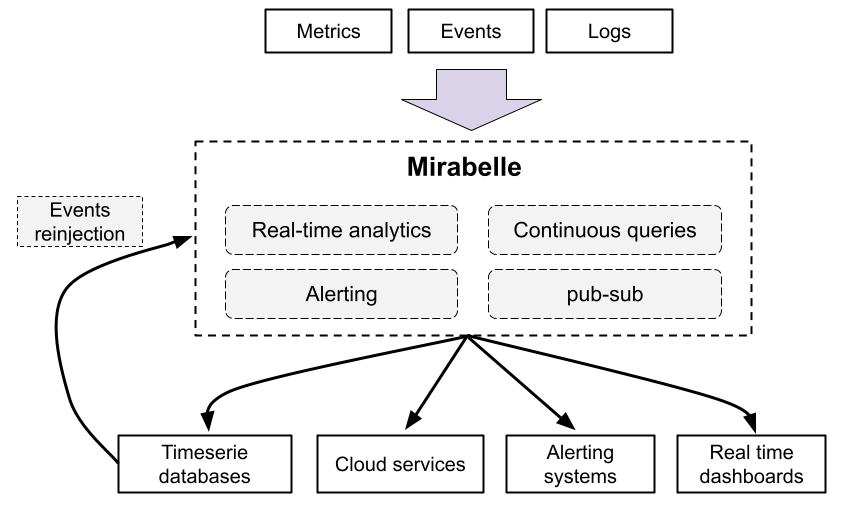 Metrics
Events
Logs
Mirabelle
Events
reinjection
Real-time analytics
Continuous queries
Alerting
pub-sub
Timeserie
databases
Cloud services
Alerting
systems
Real time
dashboards